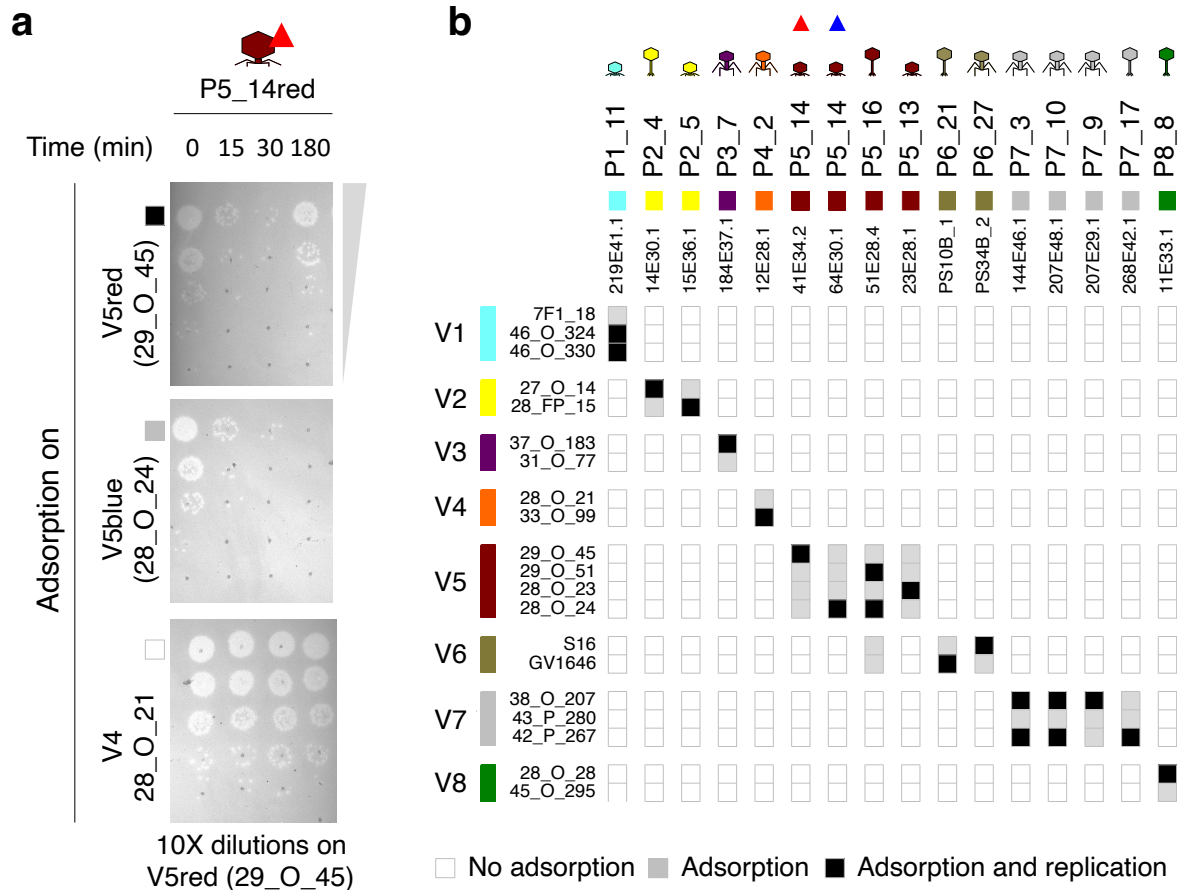 a
P5_14red
Time (min) 0 15 30 180
Adsorption on
V5red
(29_O_45)
V5blue
(28_O_24)
V4
28_O_21
10X dilutions on
V5red (29_O_45)
b
P1_11 P2_4 P2_5 P3_7 P4_2 P5_14 P5_14 P5_16 P5_13 P6_21 P6_27 P7_3 P7_10 P7_9 P7_17 P8_8
219E41.1 14E30.1 15E36.1 184E37.1 12E28.1 41E34.2 64E30.1 51E28.4 23E28.1 PS10B_1 PS34B_2 144E46.1 207E48.1 207E29.1 268E42.1 11E33.1
V1
7F1_18
46_O_324
46_O_330
V2
27_O_14
28_FP_15
V3
37_O_183
31_O_77
V4
28_O_21
33_O_99
V5
29_O_45
29_O_51
28_O_23
28_O_24
V6
S16
GV1646
V7
38_O_207
43_P_280
42_P_267
V8
28_O_28
45_O_295
No adsorption Adsorption Adsorption and replication